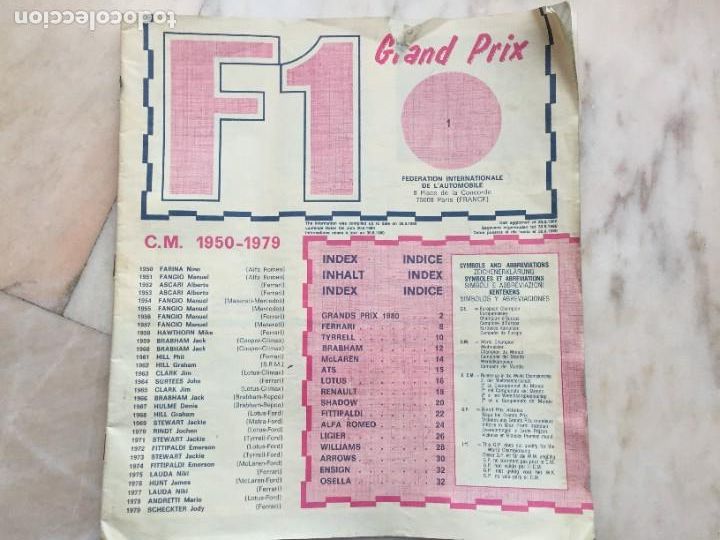 todocoleccion
F1
Grand Prix
1
FEDERATION INTERNATIONALE
DE L'AUTOMOBILE
8 Place de la Concorde
75008 Paris (FRANCE)
C.M. 1950-1979
1950 FARINA Nino (Alfa Romeo)
1951 FANGIO Manuel (Alfa Romeo)
1952 ASCARI Alberto (Ferrari)
1953 ASCARI Alberto (Ferrari)
1954 FANGIO Manuel (Maserati-Mercedes)
1955 FANGIO Manuel (Mercedes)
1956 FANGIO Manuel (Ferrari)
1957 FANGIO Manuel (Maserati)
1958 HAWTHORN Mike (Ferrari)
1959 BRABHAM Jack (Cooper-Climax)
1960 BRABHAM Jack (Cooper-Climax)
1961 HILL Phil (Ferrari)
1962 HILL Graham (B.R.M.)
1963 CLARK Jim (Lotus-Climax)
1964 SURTEES John (Ferrari)
1965 CLARK Jim (Lotus-Climax)
1966 BRABHAM Jack (Brabham-Repco)
1967 HULME Denis (Brabham-Repco)
1968 HILL Graham (Lotus-Ford)
1969 STEWART Jackie (Matra-Ford)
1970 RINDT Jochen (Lotus-Ford)
1971 STEWART Jackie (Tyrrell-Ford)
1972 FITTIPALDI Emerson (Lotus-Ford)
1973 STEWART Jackie (Tyrrell-Ford)
1974 FITTIPALDI Emerson (McLaren-Ford)
1975 LAUDA Niki (Ferrari)
1976 HUNT James (McLaren-Ford)
1977 LAUDA Niki (Ferrari)
1978 ANDRETTI Mario (Lotus-Ford)
1979 SCHECKTER Jody (Ferrari)
INDEX INDICE
INHALT INDEX
INDEX INDICE
GRANDS PRIX 1980 2
FERRARI 8
TYRRELL 10
BRABHAM 12
McLAREN 14
ATS 15
LOTUS 16
RENAULT 18
SHADOW 20
FITTIPALDI 22
ALFA ROMEO 24
LIGIER 26
WILLIAMS 28
ARROWS 30
ENSIGN 32
OSELLA 32
SYMBOLS AND ABBREVIATIONS
ZEICHENERKLÄRUNG
SYMBOLES ET ABREVIATIONS
SIMBOLI E ABBREVIAZIONI
KENTEKENS
SIMBOLOS Y ABREVIACIONES
todocoleccion